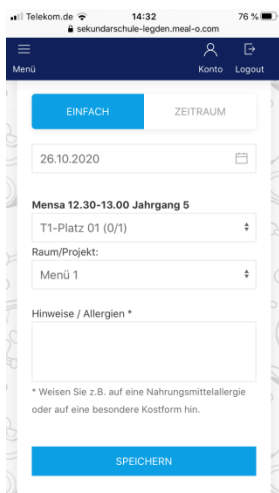 Telekom.de 14:32 76 %
sekundarschule-legden.meal-o.com
Menü Konto Logout
EINFACH ZEITRAUM
26.10.2020
Mensa 12.30-13.00 Jahrgang 5
T1-Platz 01 (0/1)
Raum/Projekt:
Menü 1
Hinweise / Allergien *
* Weisen Sie z.B. auf eine Nahrungsmittelallergie
oder auf eine besondere Kostform hin.
SPEICHERN